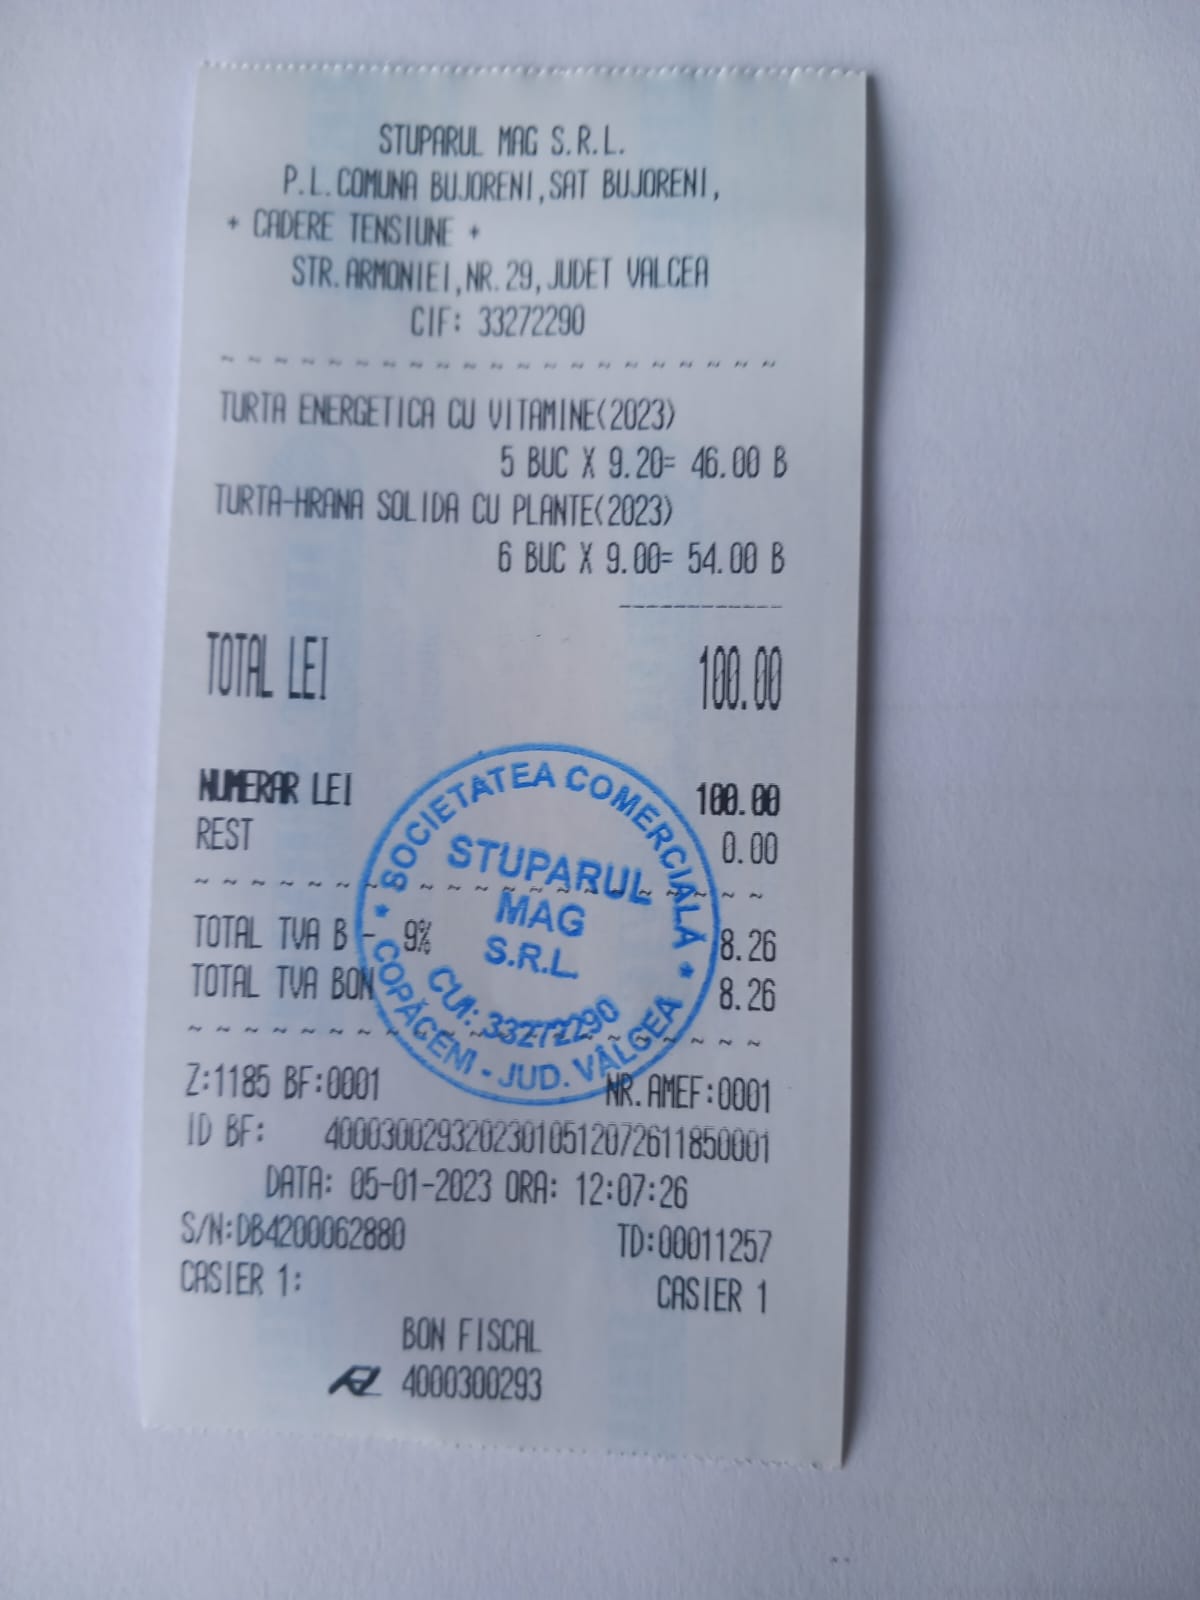 STUPARUL MAG S.R.L.
P.L.COMUNA BUJORENI,SAT BUJORENI,
+ CADERE TENSIUNE +
STR.ARMONIEI,NR.29,JUDET VALCEA
CIF: 33272290
~ ~ ~ ~ ~ ~ ~ ~ ~ ~ ~ ~ ~ ~ ~ ~ ~ ~ ~ ~ ~
TURTA ENERGETICA CU VITAMINE(2023)
5 BUC X 9.20= 46.00 B
TURTA-HRANA SOLIDA CU PLANTE(2023)
6 BUC X 9.00= 54.00 B
------------
TOTAL LEI 100.00
NUMERAR LEI 100.00
REST 0.00
~ ~ ~ ~ ~ ~ ~ ~ ~ ~ ~ ~ ~ ~ ~ ~ ~ ~ ~ ~ ~
TOTAL TVA B - 9% 8.26
TOTAL TVA BON 8.26
~ ~ ~ ~ ~ ~ ~ ~ ~ ~ ~ ~ ~ ~ ~ ~ ~ ~ ~ ~ ~
* SOCIETATEA COMERCIALĂ *
STUPARUL
MAG
S.R.L.
CUI: 33272290
COPĂCENI - JUD. VÂLCEA
Z:1185 BF:0001 NR.AMEF:0001
ID BF: 40003002932023010512072611850001
DATA: 05-01-2023 ORA: 12:07:26
S/N:DB4200062880 TD:00011257
CASIER 1: CASIER 1
BON FISCAL
4000300293